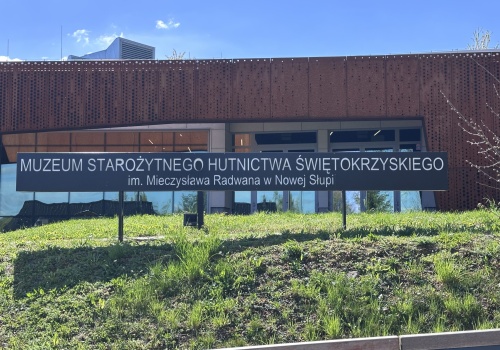 MUZEUM STAROŻYTNEGO HUTNICTWA ŚWIĘTOKRZYSKIEGO
im. Mieczysława Radwana w Nowej Słupi